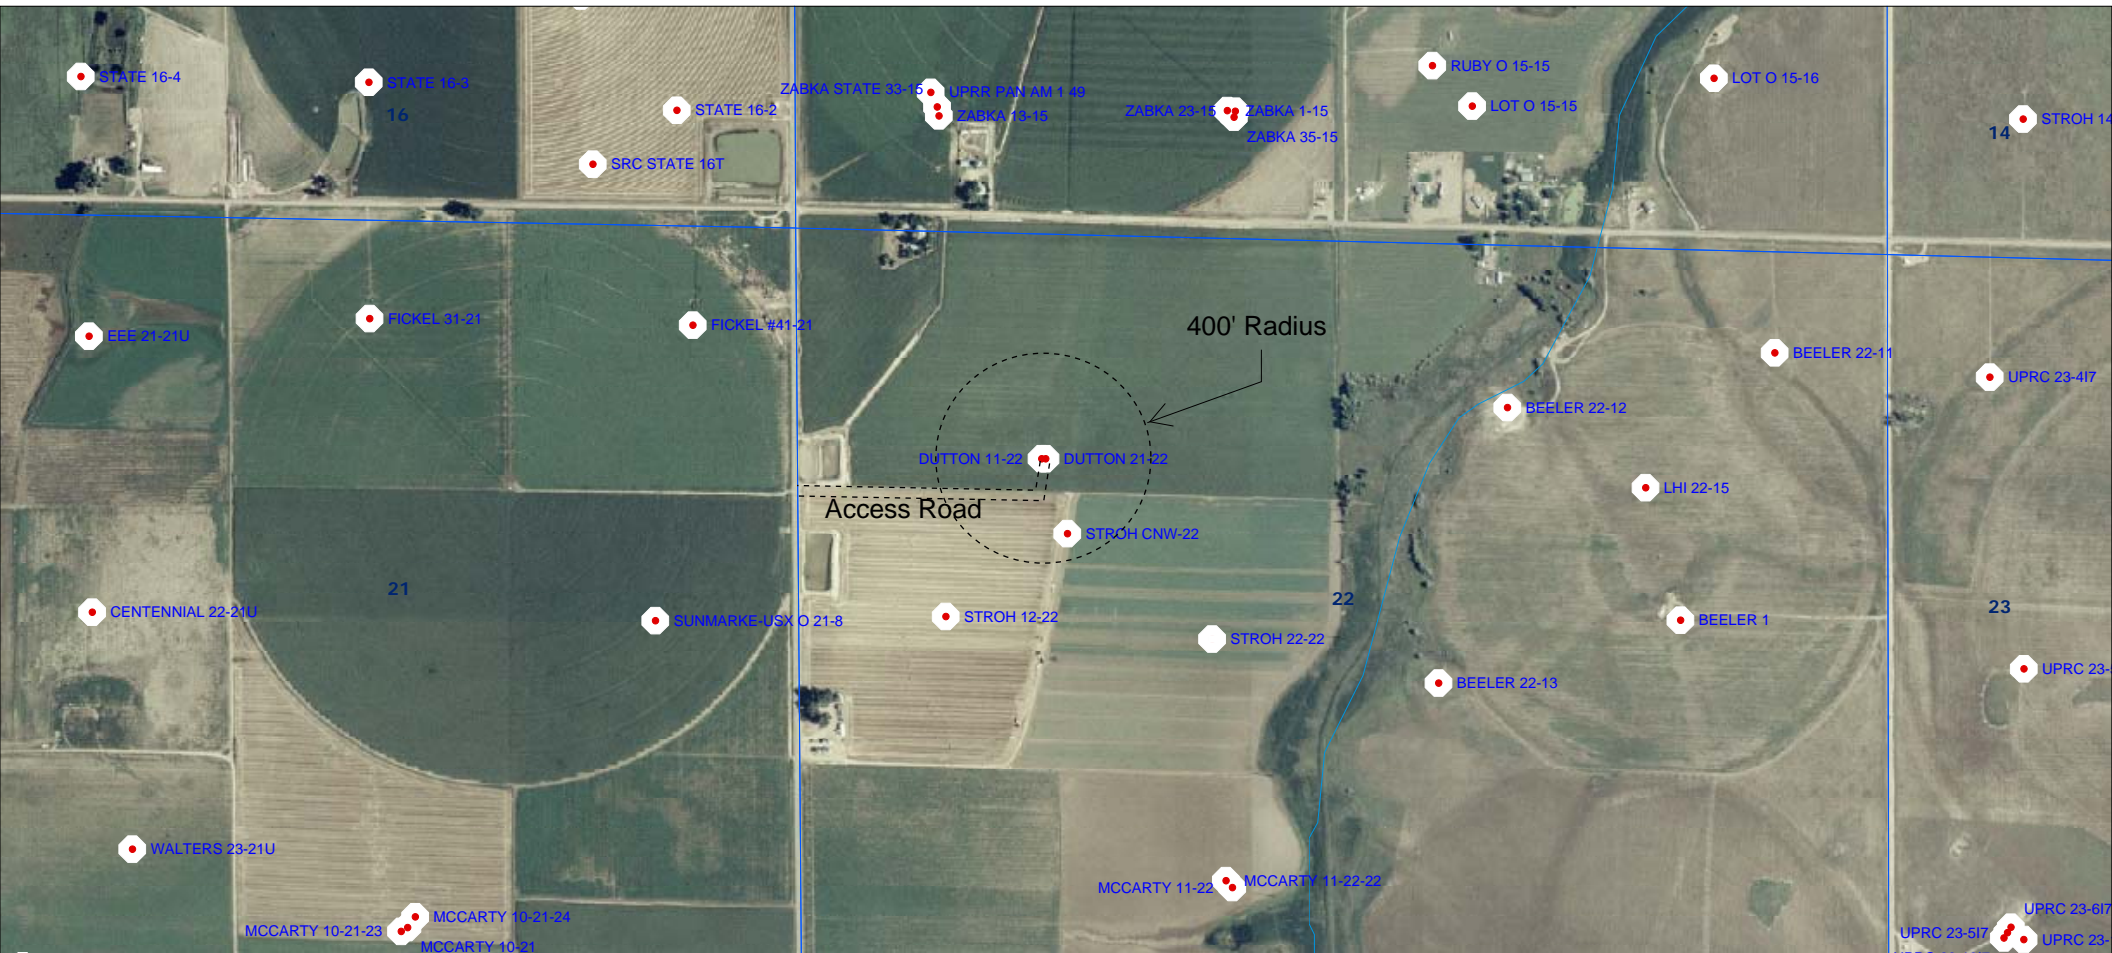 STATE 16-4
STATE 16-3
16
STATE 16-2
SRC STATE 16T
ZABKA STATE 33-15
UPRR PAN AM 1 49
ZABKA 13-15
ZABKA 23-15
ZABKA 1-15
ZABKA 35-15
RUBY O 15-15
LOT O 15-15
LOT O 15-16
STROH 14
14
EEE 21-21U
FICKEL 31-21
FICKEL #41-21
400' Radius
BEELER 22-11
UPRC 23-4I7
BEELER 22-12
DUTTON 11-22
DUTTON 21-22
LHI 22-15
Access Road
STROH CNW-22
21
22
23
CENTENNIAL 22-21U
SUNMARKE-USX O 21-8
STROH 12-22
STROH 22-22
BEELER 1
BEELER 22-13
UPRC 23-
WALTERS 23-21U
MCCARTY 11-22
MCCARTY 11-22-22
MCCARTY 10-21-24
MCCARTY 10-21-23
MCCARTY 10-21
UPRC 23-6I7
UPRC 23-5I7
UPRC 23-